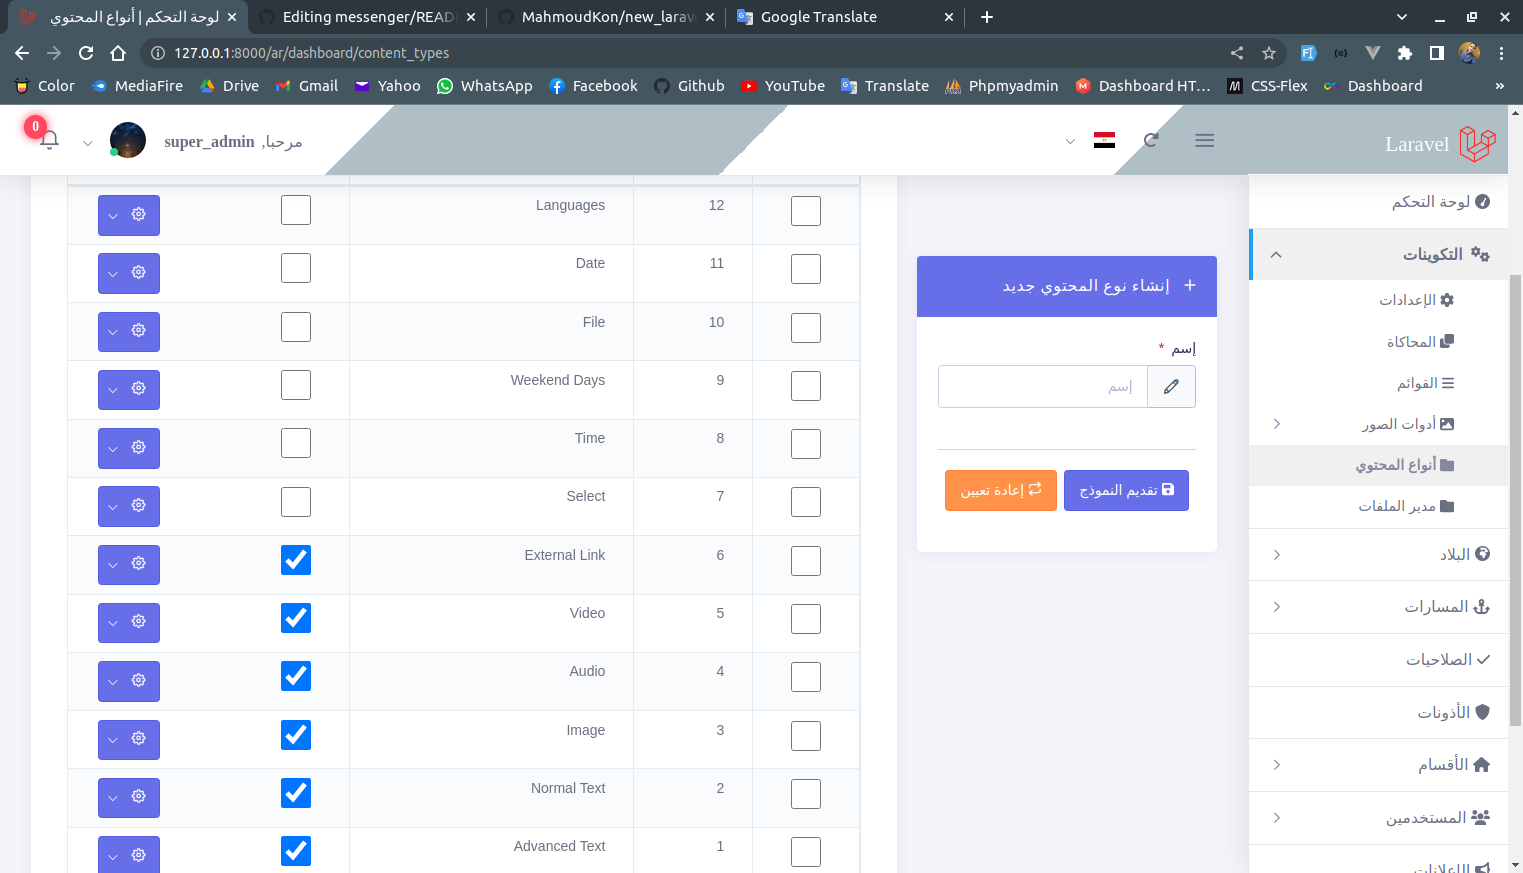 لوحة التحكم | أنواع المحتوي
Editing messenger/READ
MahmoudKon/new_larav
Google Translate
127.0.0.1:8000/ar/dashboard/content_types
Color
MediaFire
Drive
Gmail
Yahoo
WhatsApp
Facebook
Github
YouTube
Translate
Phpmyadmin
Dashboard HT...
CSS-Flex
Dashboard
»
Laravel
مرحبا, super_admin
0
لوحة التحكم
التكوينات
الإعدادات
المحاكاة
القوائم
أدوات الصور
أنواع المحتوي
مدير الملفات
البلاد
المسارات
الصلاحيات
الأذونات
الأقسام
المستخدمين
الإعلانات
إنشاء نوع المحتوي جديد
إسم *
إسم
تقديم النموذج
إعادة تعيين
12 Languages
11 Date
10 File
9 Weekend Days
8 Time
7 Select
6 External Link
5 Video
4 Audio
3 Image
2 Normal Text
1 Advanced Text